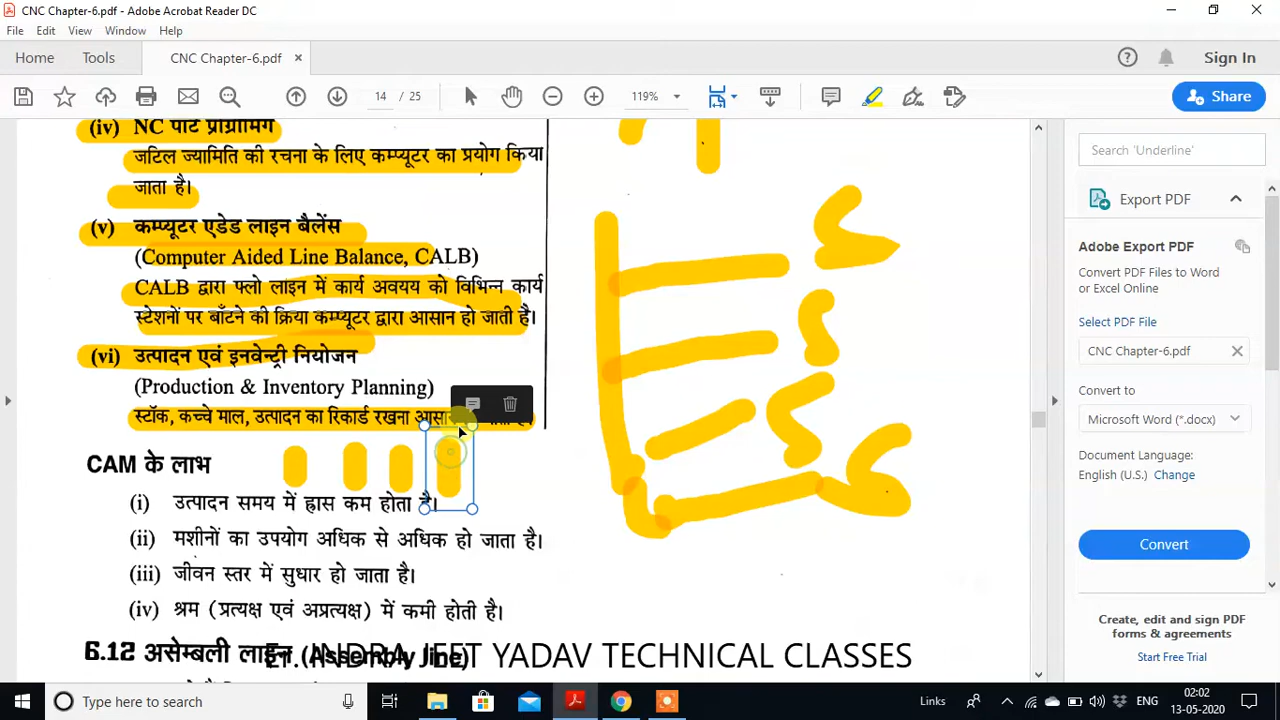 CNC Chapter-6.pdf - Adobe Acrobat Reader DC
File Edit View Window Help
Home Tools CNC Chapter-6.pdf × Sign In
14 / 25 119% Share
(iv) NC पार्ट प्रोग्रामिंग
जटिल ज्यामिति की रचना के लिए कम्प्यूटर का प्रयोग किया
जाता है।
(v) कम्प्यूटर एडेड लाइन बैलेंस
(Computer Aided Line Balance, CALB)
CALB द्वारा फ्लो लाइन में कार्य अवयय को विभिन्न कार्य
स्टेशनों पर बाँटने की क्रिया कम्प्यूटर द्वारा आसान हो जाती है।
(vi) उत्पादन एवं इनवेन्ट्री नियोजन
(Production & Inventory Planning)
स्टॉक, कच्चे माल, उत्पादन का रिकार्ड रखना
CAM के लाभ
(i) उत्पादन समय में ह्रास कम होता है।
(ii) मशीनों का उपयोग अधिक से अधिक हो जाता है।
(iii) जीवन स्तर में सुधार हो जाता है।
(iv) श्रम (प्रत्यक्ष एवं अप्रत्यक्ष) में कमी होती है।
6.12 असेम्बली लाइन (Assembly line)
Er. INDRA JEET YADAV TECHNICAL CLASSES
Search 'Underline'
Export PDF
Adobe Export PDF
Convert PDF Files to Word
or Excel Online
Select PDF File
CNC Chapter-6.pdf ×
Convert to
Microsoft Word (*.docx)
Document Language:
English (U.S.) Change
Convert
Create, edit and sign PDF
forms & agreements
Start Free Trial
Type here to search
Links ENG 02:02
13-05-2020